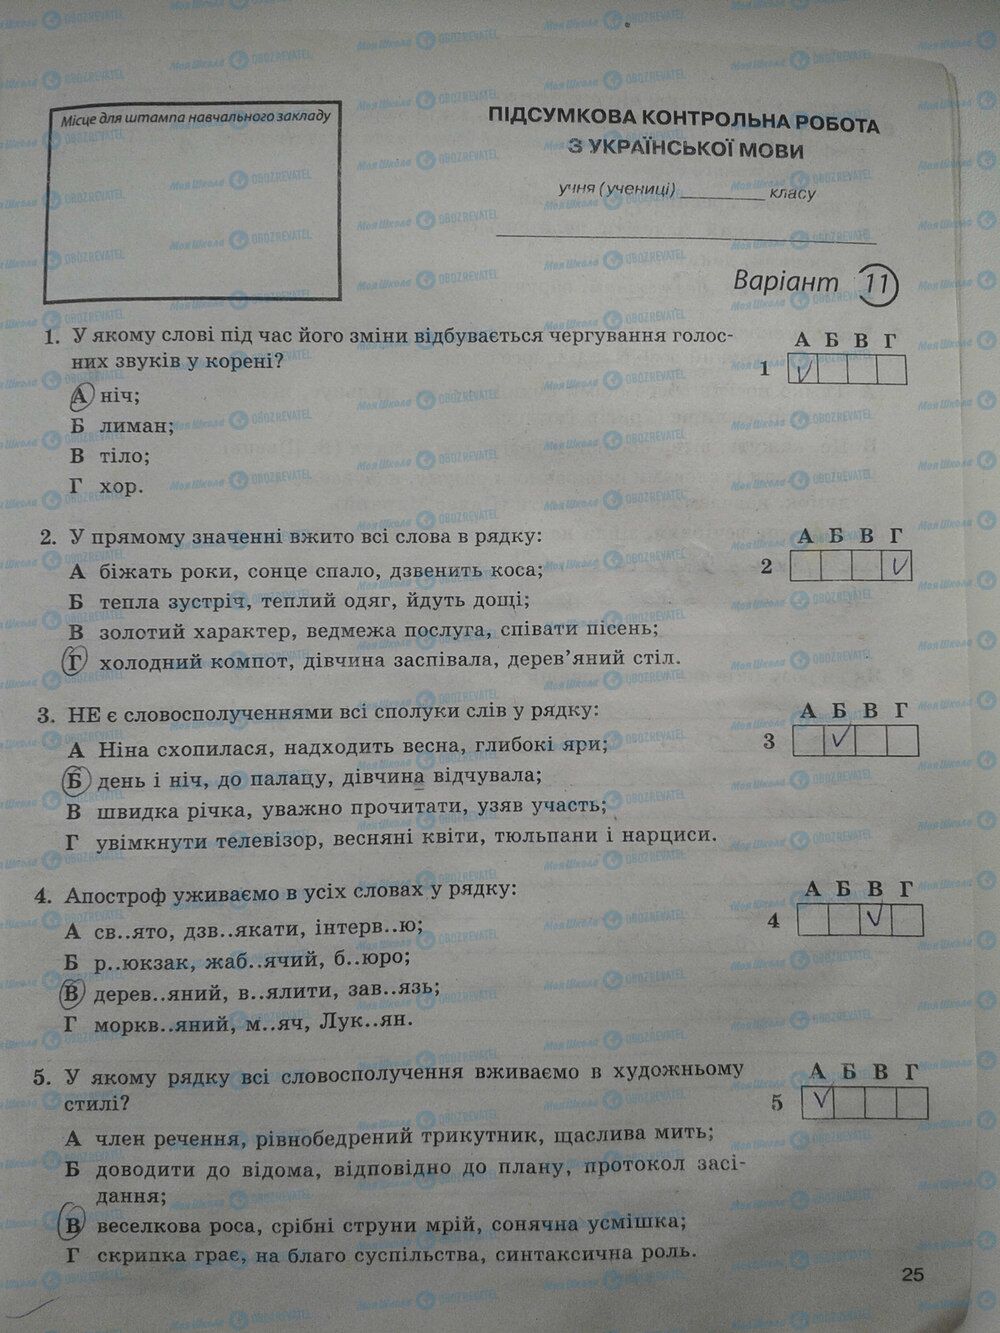 Місце для штампа навчального закладу
ПІДСУМКОВА КОНТРОЛЬНА РОБОТА
З УКРАЇНСЬКОЇ МОВИ
учня (учениці) __________ класу
Варіант 11
1. У якому слові під час його зміни відбувається чергування голос-
них звуків у корені?
А ніч;
Б лиман;
В тіло;
Г хор.
А Б В Г
1
2. У прямому значенні вжито всі слова в рядку:
А біжать роки, сонце спало, дзвенить коса;
Б тепла зустріч, теплий одяг, йдуть дощі;
В золотий характер, ведмежа послуга, співати пісень;
Г холодний компот, дівчина заспівала, дерев’яний стіл.
А Б В Г
2
3. НЕ є словосполученнями всі сполуки слів у рядку:
А Ніна схопилася, надходить весна, глибокі яри;
Б день і ніч, до палацу, дівчина відчувала;
В швидка річка, уважно прочитати, узяв участь;
Г увімкнути телевізор, весняні квіти, тюльпани і нарциси.
А Б В Г
3
4. Апостроф уживаємо в усіх словах у рядку:
А св..ято, дзв..якати, інтерв..ю;
Б р..юкзак, жаб..ячий, б..юро;
В дерев..яний, в..ялити, зав..язь;
Г моркв..яний, м..яч, Лук..ян.
А Б В Г
4
5. У якому рядку всі словосполучення вживаємо в художньому
стилі?
А член речення, рівнобедрений трикутник, щаслива мить;
Б доводити до відома, відповідно до плану, протокол засі-
дання;
В веселкова роса, срібні струни мрій, сонячна усмішка;
Г скрипка грає, на благо суспільства, синтаксична роль.
А Б В Г
5
25
Моя Школа OBOZREVATEL